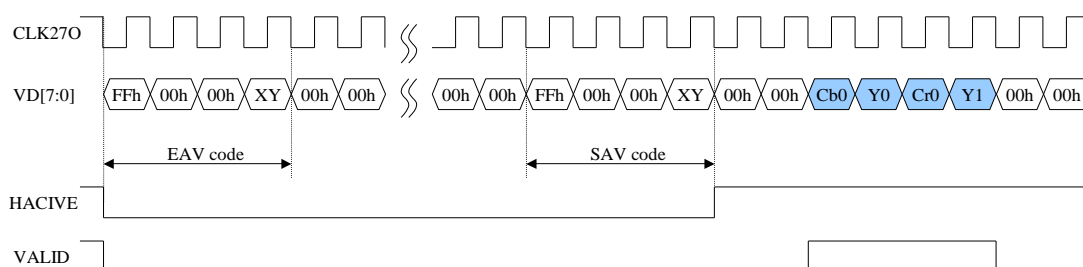 CLK27O
VD[7:0] FFh 00h 00h XY 00h 00h 00h 00h FFh 00h 00h XY 00h 00h Cb0 Y0 Cr0 Y1 00h 00h
EAV code SAV code
HACIVE
VALID